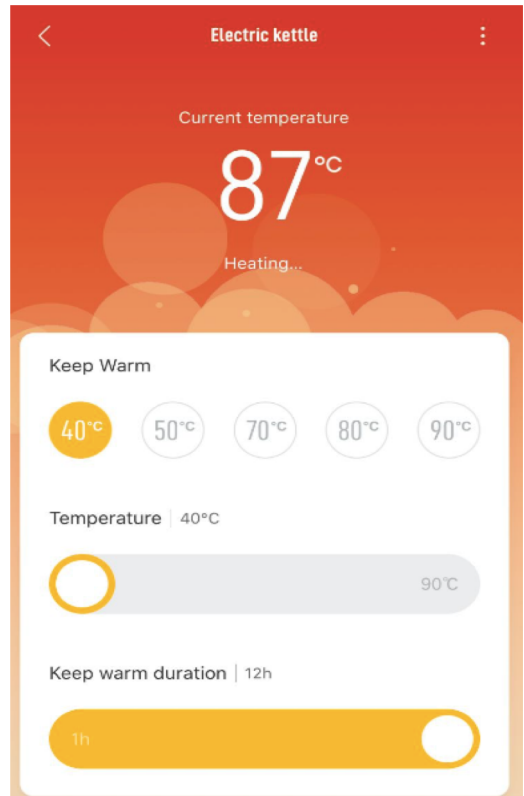 Electric kettle
Current temperature
87°C
Heating...
Keep Warm
40°C 50°C 70°C 80°C 90°C
Temperature | 40°C
90℃
Keep warm duration | 12h
1h